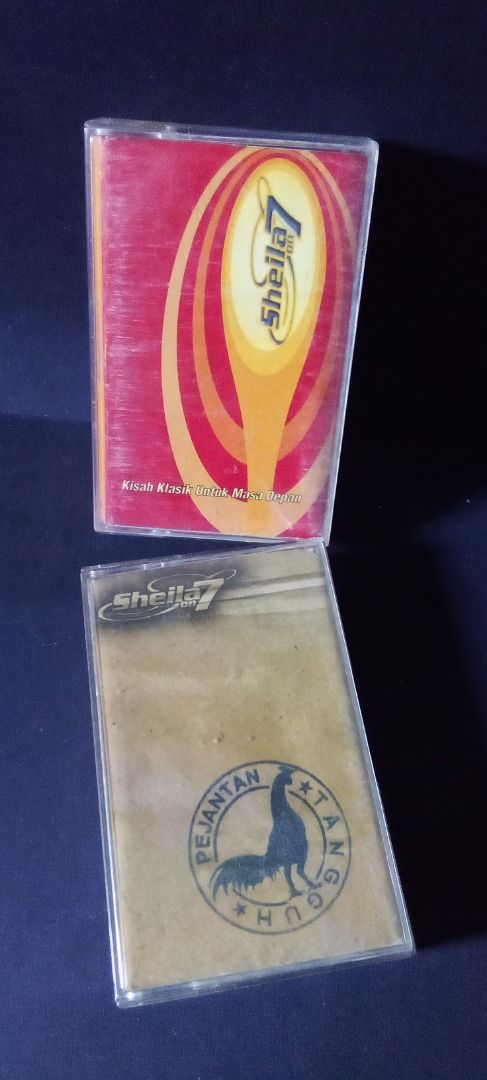 Sheila on 7
Kisah Klasik Untuk Masa Depan
Sheila on 7
PEJANTAN TANGGUH